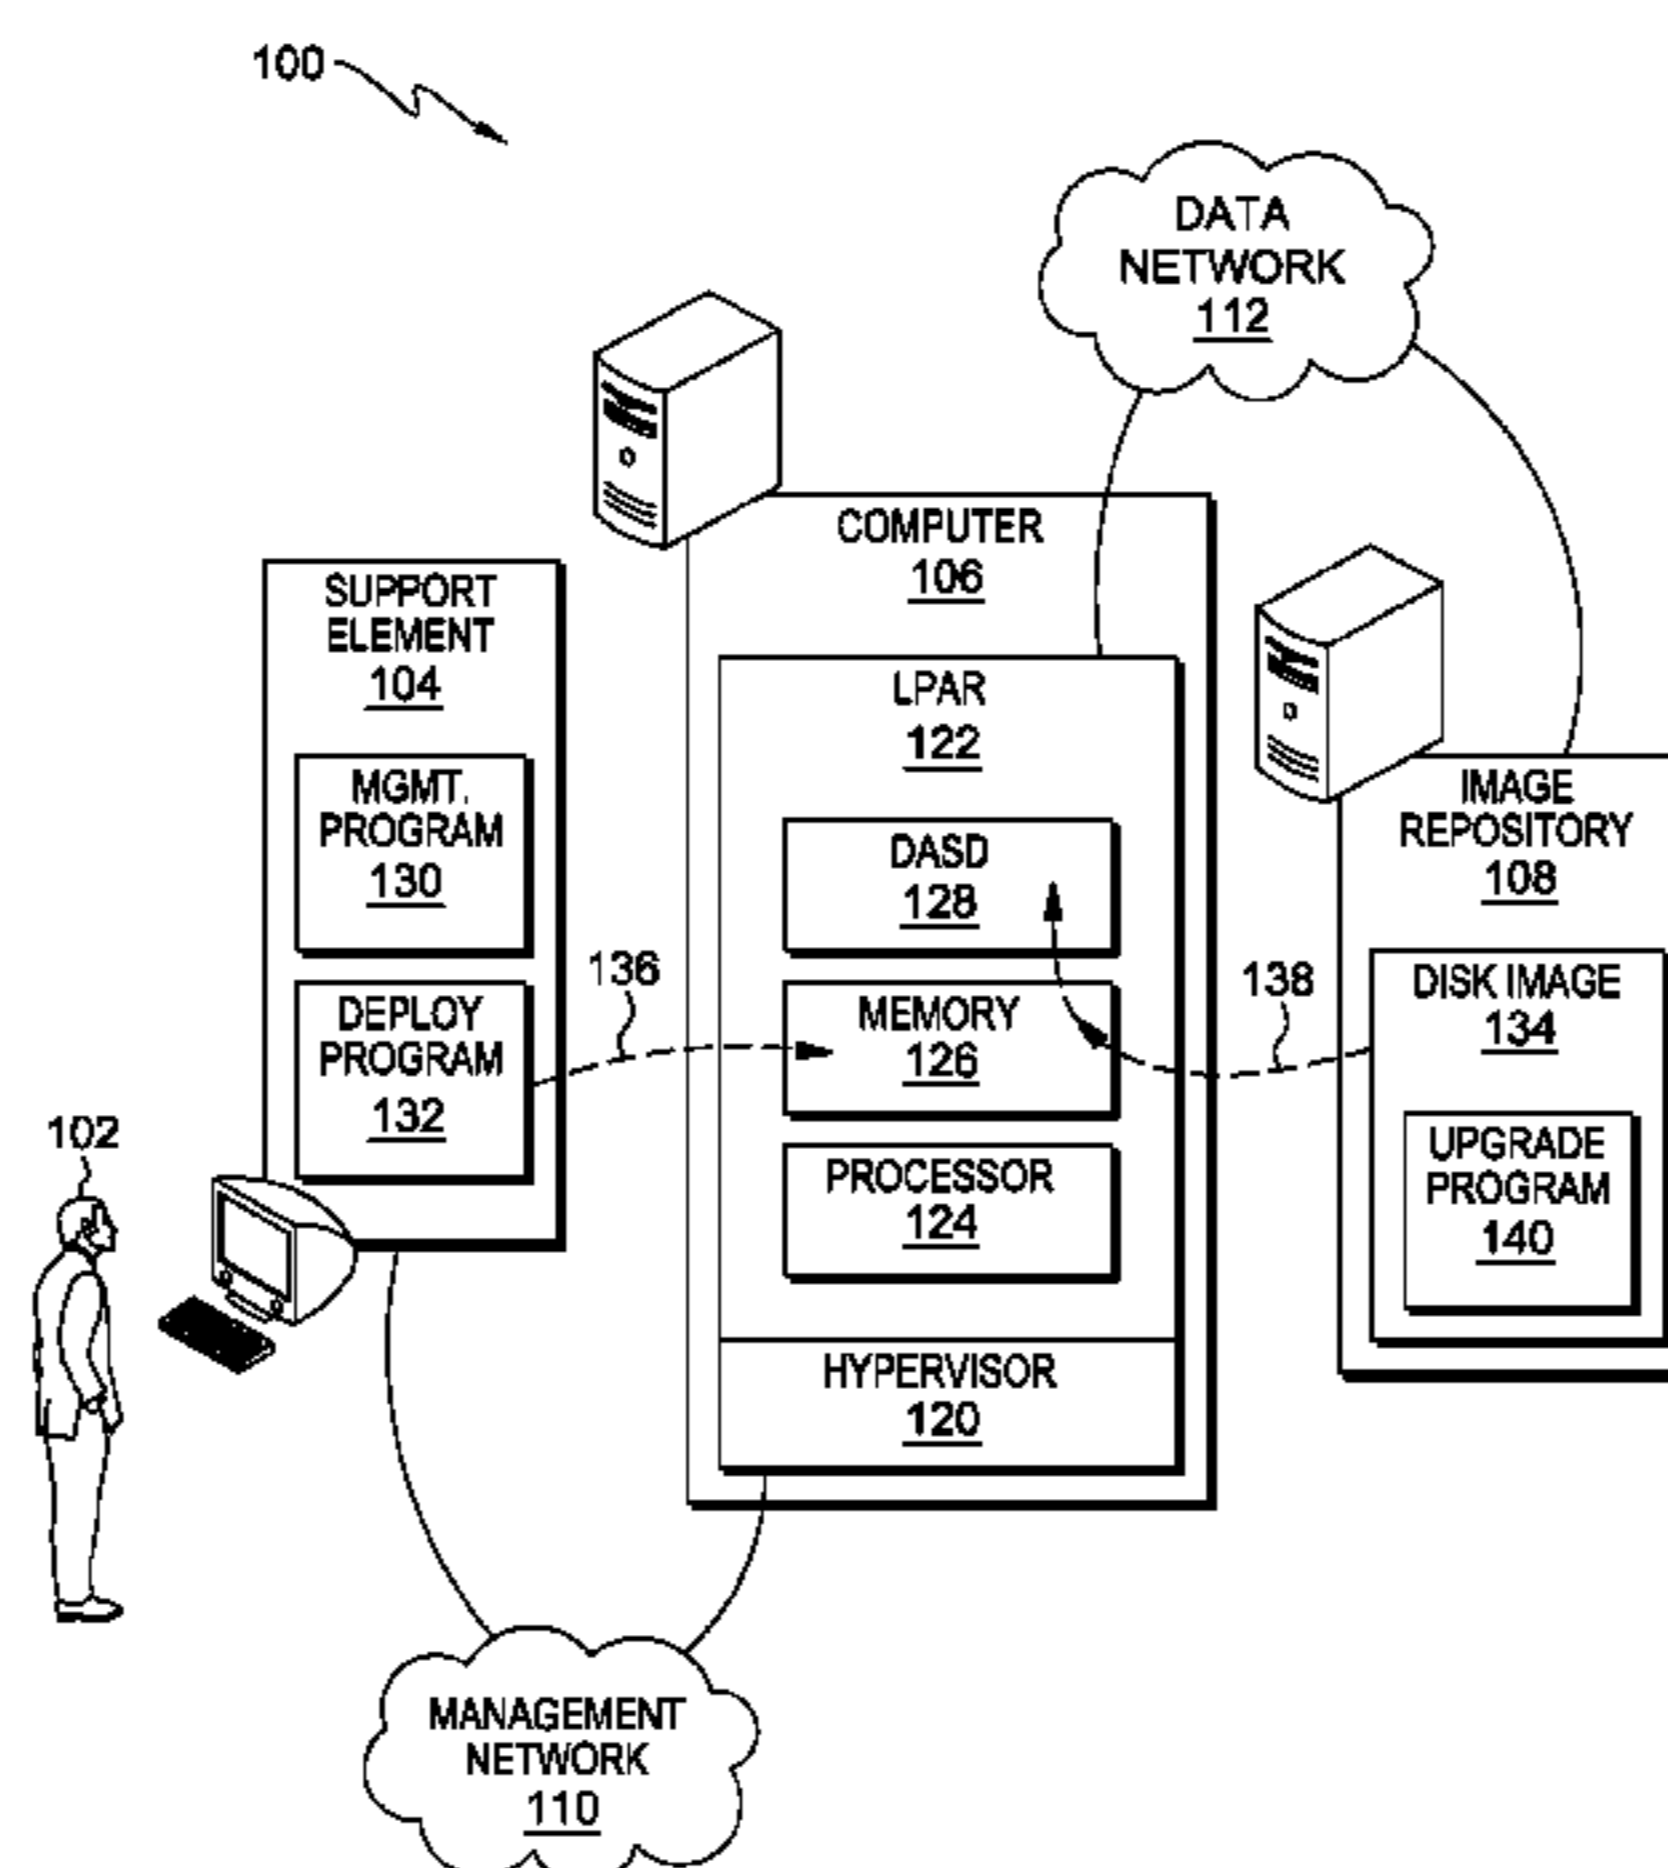 100
DATA
NETWORK
112
COMPUTER
106
SUPPORT
ELEMENT
104
MGMT.
PROGRAM
130
DEPLOY
PROGRAM
132
136
LPAR
122
DASD
128
MEMORY
126
PROCESSOR
124
HYPERVISOR
120
138
IMAGE
REPOSITORY
108
DISK IMAGE
134
UPGRADE
PROGRAM
140
102
MANAGEMENT
NETWORK
110